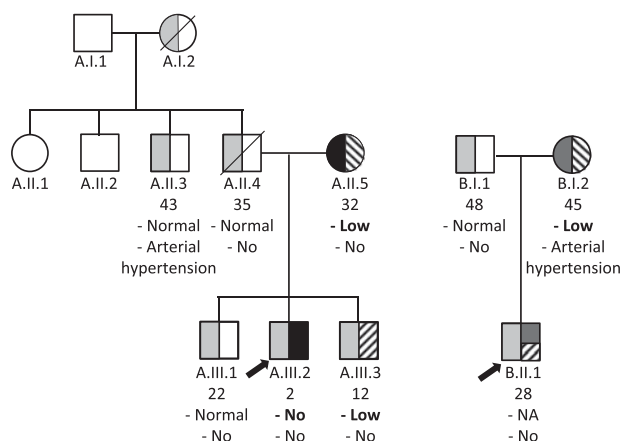 A.I.1 A.I.2
A.II.1 A.II.2 A.II.3 A.II.4 A.II.5 B.I.1 B.I.2
43 35 32 48 45
- Normal - Normal - Low - Normal - Low
- Arterial - No - No - No - Arterial
hypertension hypertension
A.III.1 A.III.2 A.III.3 B.II.1
22 2 12 28
- Normal - No - Low - NA
- No - No - No - No